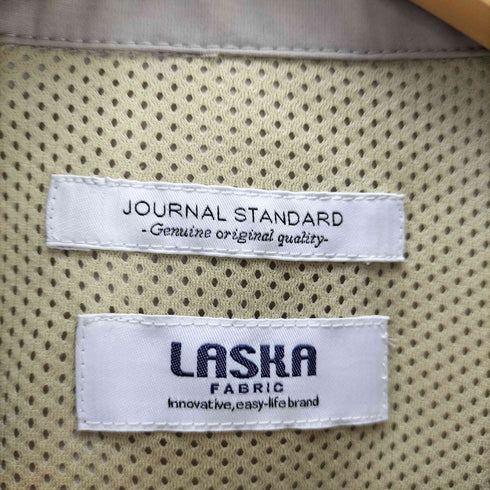 JOURNAL STANDARD
-Genuine original quality-
LASKA
FABRIC
Innovative, easy-life brand